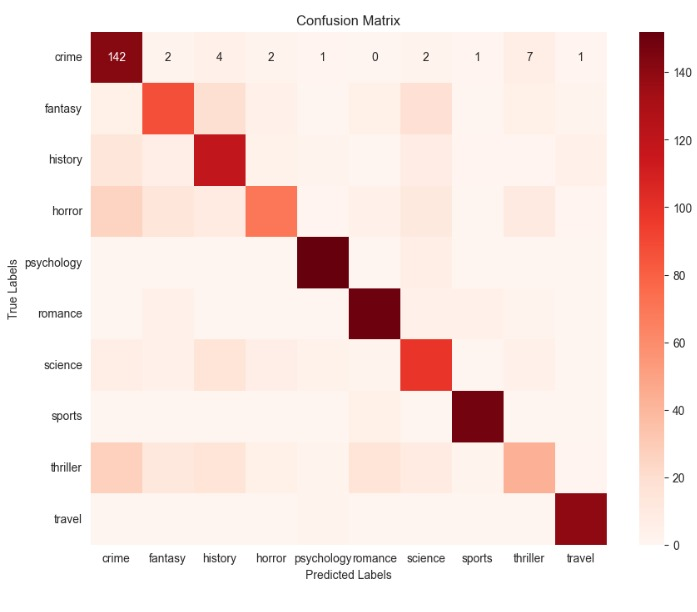 Confusion Matrix
crime 142 2 4 2 1 0 2 1 7 1
fantasy
history
horror
psychology
romance
science
sports
thriller
travel
True Labels
crime fantasy history horror psychology romance science sports thriller travel
Predicted Labels
140
120
100
80
60
40
20
0